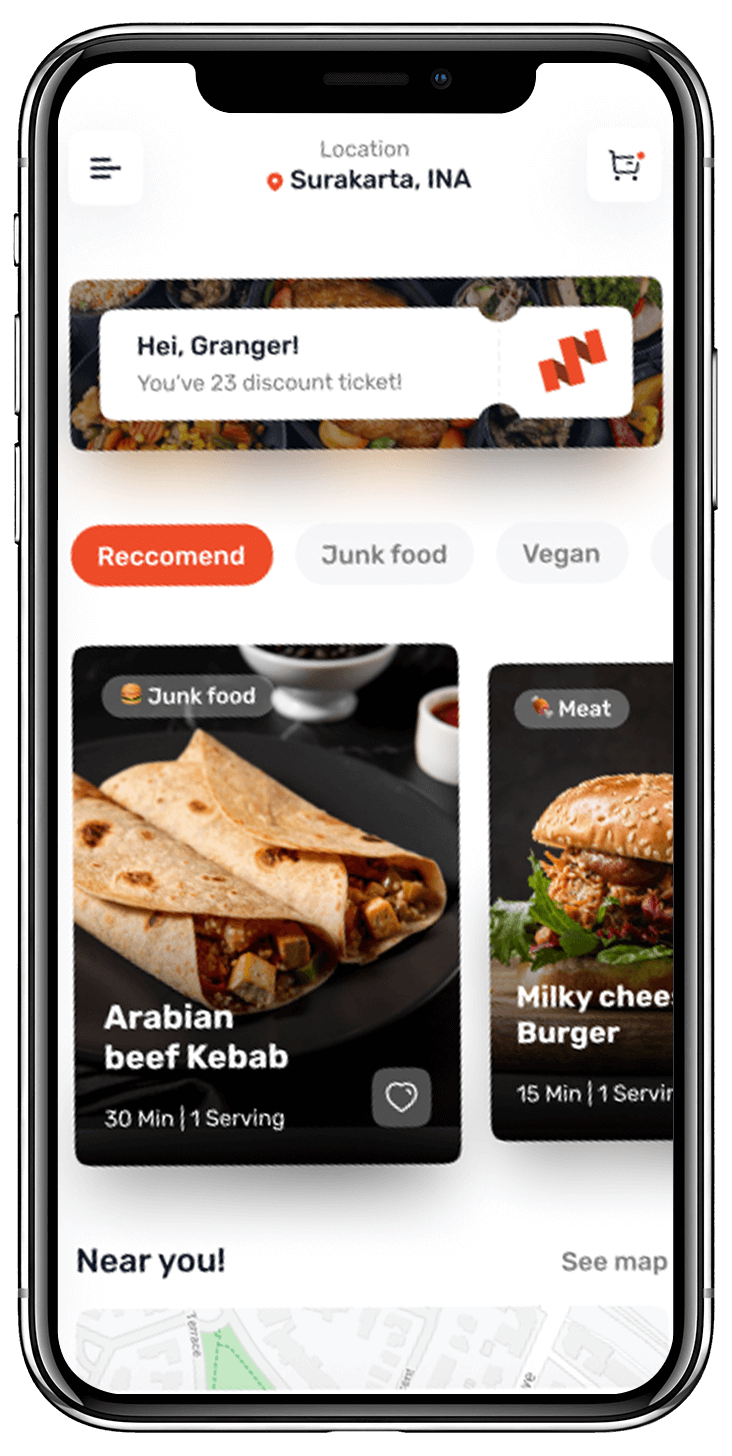 Location
Surakarta, INA
Hei, Granger!
You've 23 discount ticket!
Reccomend
Junk food
Vegan
Junk food
Meat
Arabian
beef Kebab
30 Min | 1 Serving
Milky chee
Burger
15 Min | 1 Servin
Near you!
See map
Terrace